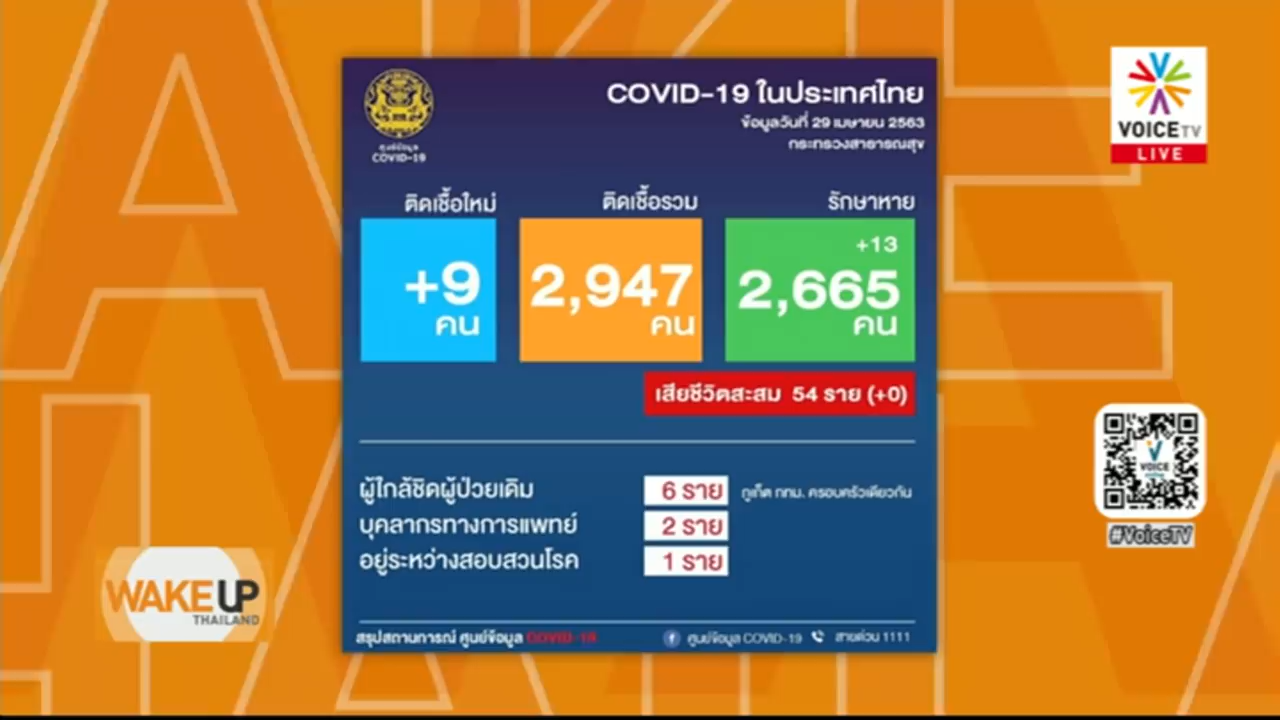 COVID-19 ในประเทศไทย
ข้อมูลวันที่ 29 เมษายน 2563
กระทรวงสาธารณสุข
ศูนย์ข้อมูล
COVID-19
ติดเชื้อใหม่
ติดเชื้อรวม
รักษาหาย
+9
คน
2,947
คน
+13
2,665
คน
เสียชีวิตสะสม 54 ราย (+0)
ผู้ใกล้ชิดผู้ป่วยเดิม 6 ราย ภูเก็ต กทม. ครอบครัวเดียวกัน
บุคลากรทางการแพทย์ 2 ราย
อยู่ระหว่างสอบสวนโรค 1 ราย
สรุปสถานการณ์ ศูนย์ข้อมูล COVID-19
ศูนย์ข้อมูล COVID-19 สายด่วน 1111
VOICE TV
LIVE
VOICE
#VoiceTV
WAKE UP
THAILAND